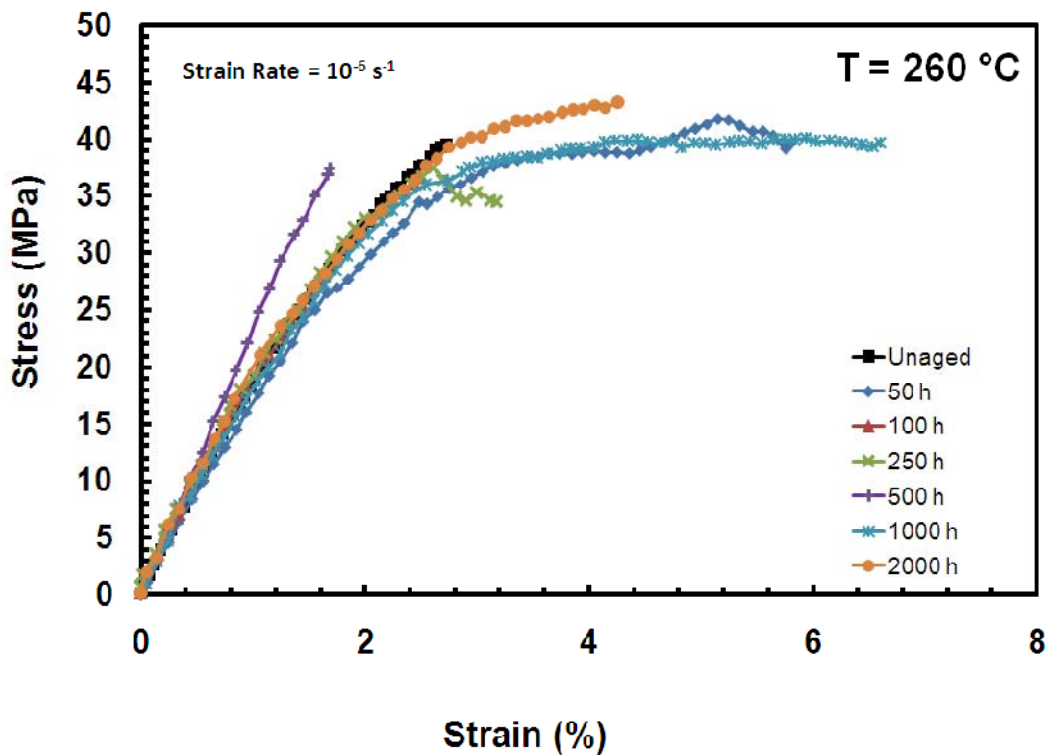 50
45
40
35
30
25
20
15
10
5
0
Stress (MPa)
Strain Rate = 10⁻⁵ s⁻¹
T = 260 °C
Unaged
50 h
100 h
250 h
500 h
1000 h
2000 h
0 2 4 6 8
Strain (%)